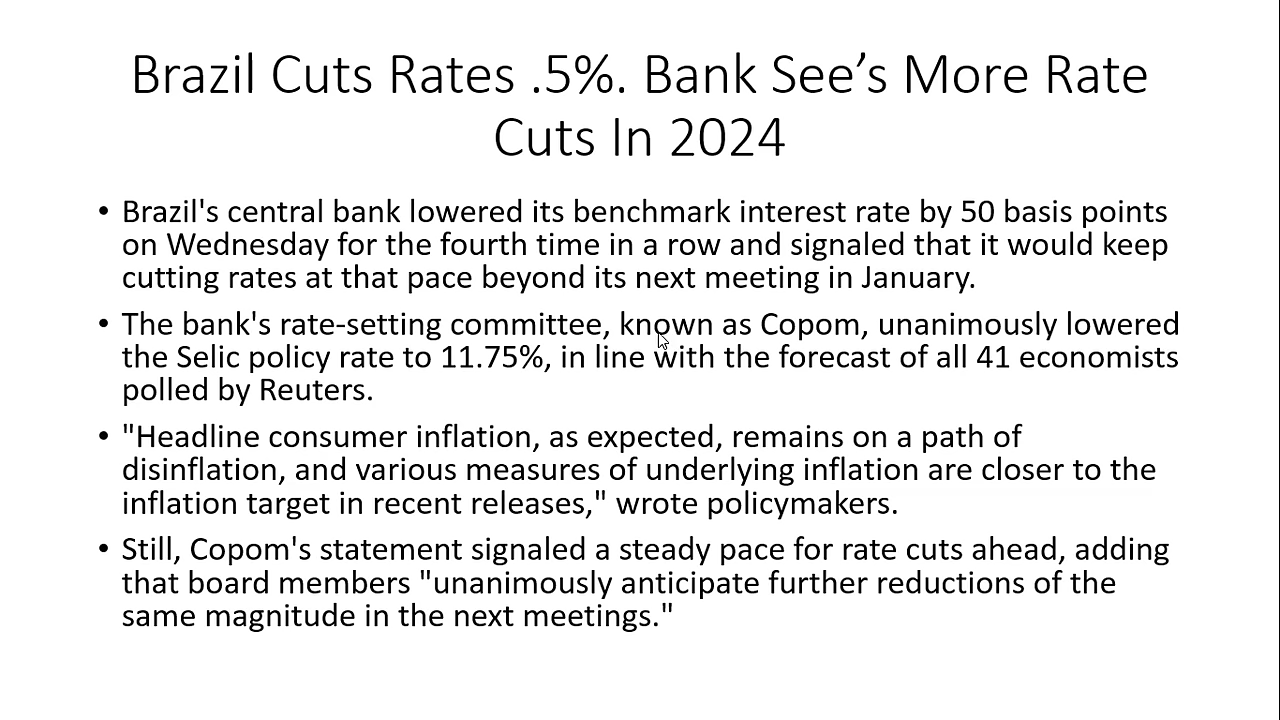 Brazil Cuts Rates .5%. Bank See’s More Rate
Cuts In 2024
• Brazil's central bank lowered its benchmark interest rate by 50 basis points
on Wednesday for the fourth time in a row and signaled that it would keep
cutting rates at that pace beyond its next meeting in January.
• The bank's rate-setting committee, known as Copom, unanimously lowered
the Selic policy rate to 11.75%, in line with the forecast of all 41 economists
polled by Reuters.
• "Headline consumer inflation, as expected, remains on a path of
disinflation, and various measures of underlying inflation are closer to the
inflation target in recent releases," wrote policymakers.
• Still, Copom's statement signaled a steady pace for rate cuts ahead, adding
that board members "unanimously anticipate further reductions of the
same magnitude in the next meetings."